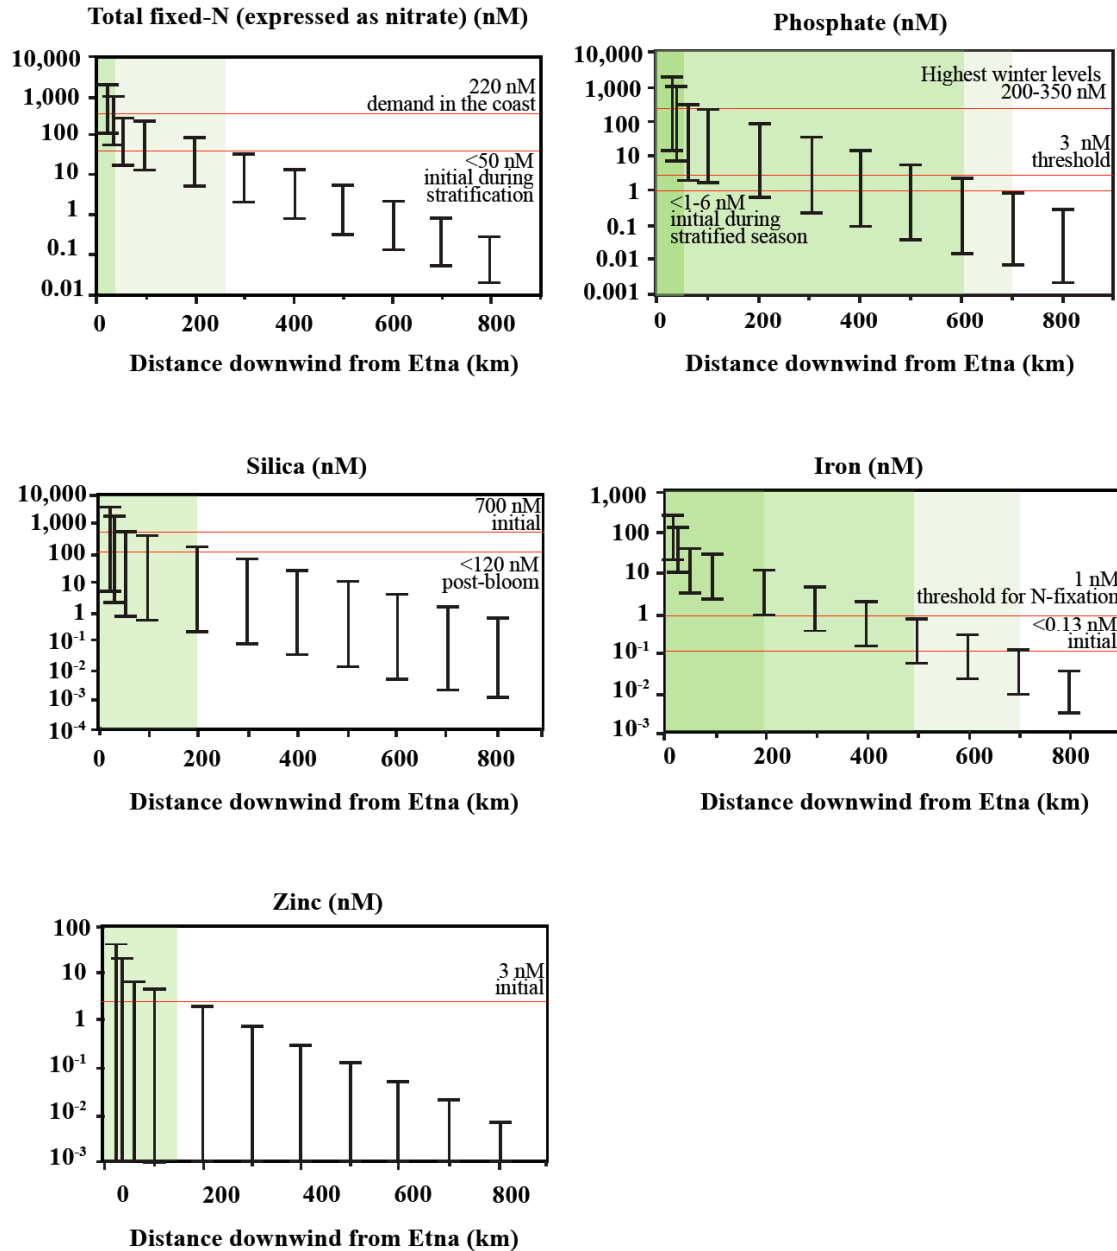 Total fixed-N (expressed as nitrate) (nM)
10,000
1,000
100
10
1
0.1
0.01
220 nM
demand in the coast
<50 nM
initial during
stratification
0
200
400
600
800
Distance downwind from Etna (km)
Phosphate (nM)
10,000
1,000
100
10
1
0.1
0.01
0.001
Highest winter levels
200-350 nM
3 nM
threshold
<1-6 nM
initial during
stratified season
0
200
400
600
800
Distance downwind from Etna (km)
Silica (nM)
10,000
1,000
100
10
1
10-1
10-2
10-3
10-4
700 nM
initial
<120 nM
post-bloom
0
200
400
600
800
Distance downwind from Etna (km)
Iron (nM)
1,000
100
10
1
10-1
10-2
10-3
1 nM
threshold for N-fixation
<0.13 nM
initial
0
200
400
600
800
Distance downwind from Etna (km)
Zinc (nM)
100
10
1
10-1
10-2
10-3
3 nM
initial
0
200
400
600
800
Distance downwind from Etna (km)